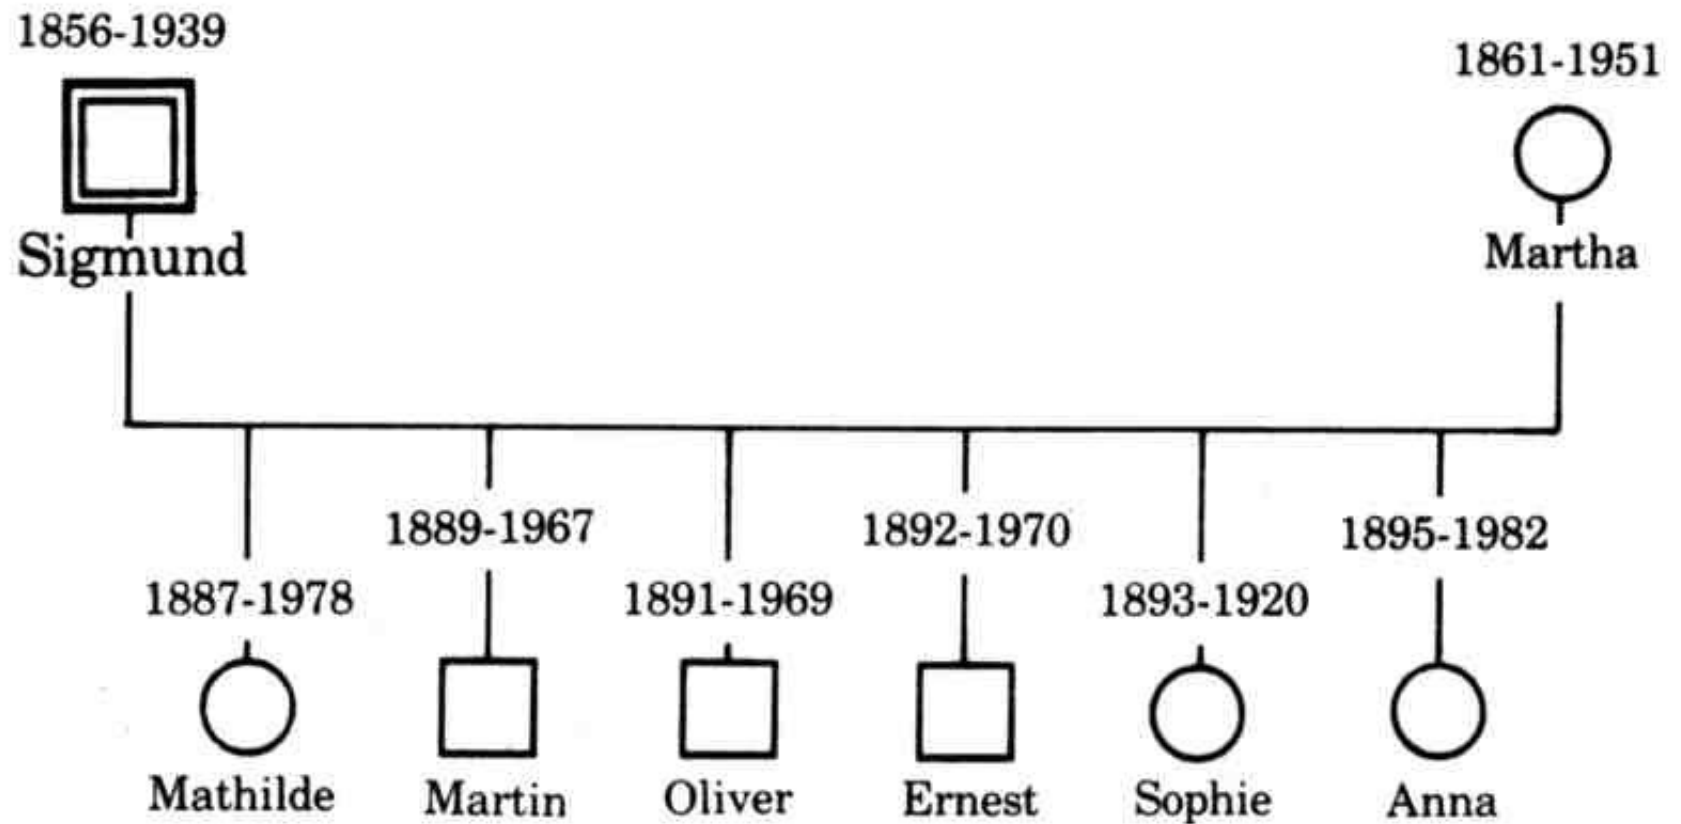 1856-1939
1861-1951
Sigmund
Martha
1889-1967
1892-1970
1895-1982
1887-1978
1891-1969
1893-1920
Mathilde
Martin
Oliver
Ernest
Sophie
Anna